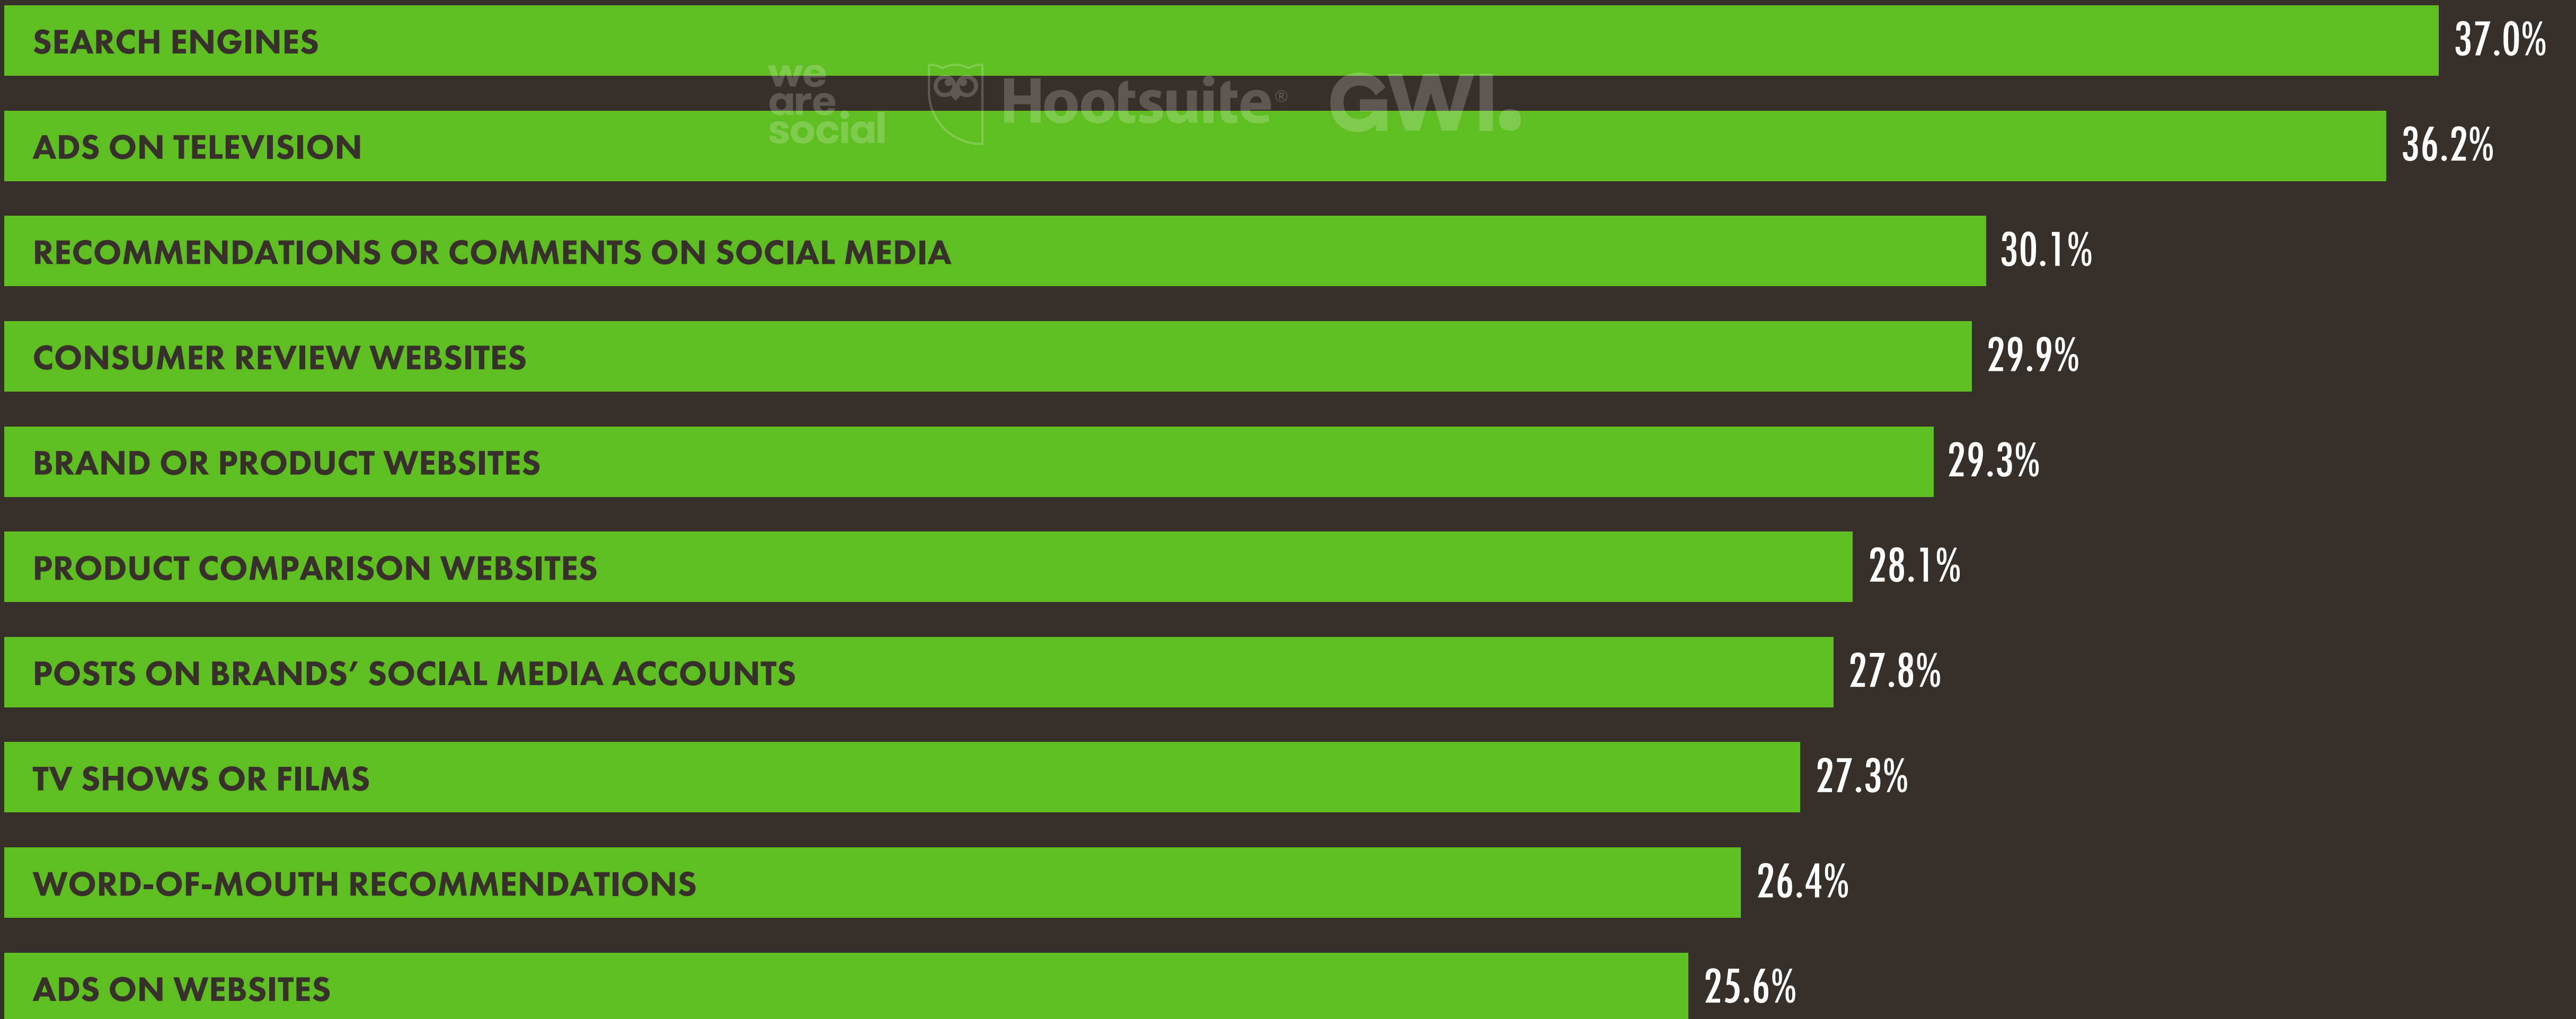 SEARCH ENGINES 37.0%
we
are
social
Hootsuite®
GWI.
ADS ON TELEVISION 36.2%
RECOMMENDATIONS OR COMMENTS ON SOCIAL MEDIA 30.1%
CONSUMER REVIEW WEBSITES 29.9%
BRAND OR PRODUCT WEBSITES 29.3%
PRODUCT COMPARISON WEBSITES 28.1%
POSTS ON BRANDS’ SOCIAL MEDIA ACCOUNTS 27.8%
TV SHOWS OR FILMS 27.3%
WORD-OF-MOUTH RECOMMENDATIONS 26.4%
ADS ON WEBSITES 25.6%